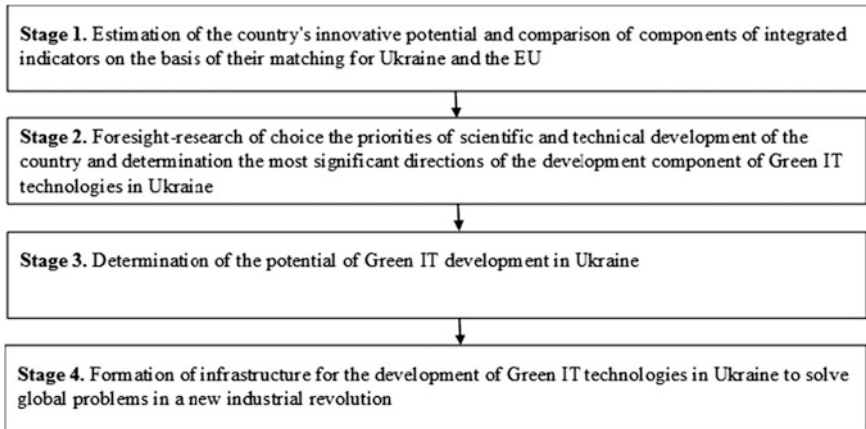 Stage 1. Estimation of the country's innovative potential and comparison of components of integrated
indicators on the basis of their matching for Ukraine and the EU
Stage 2. Foresight-research of choice the priorities of scientific and technical development of the
country and determination the most significant directions of the development component of Green IT
technologies in Ukraine
Stage 3. Determination of the potential of Green IT development in Ukraine
Stage 4. Formation of infrastructure for the development of Green IT technologies in Ukraine to solve
global problems in a new industrial revolution